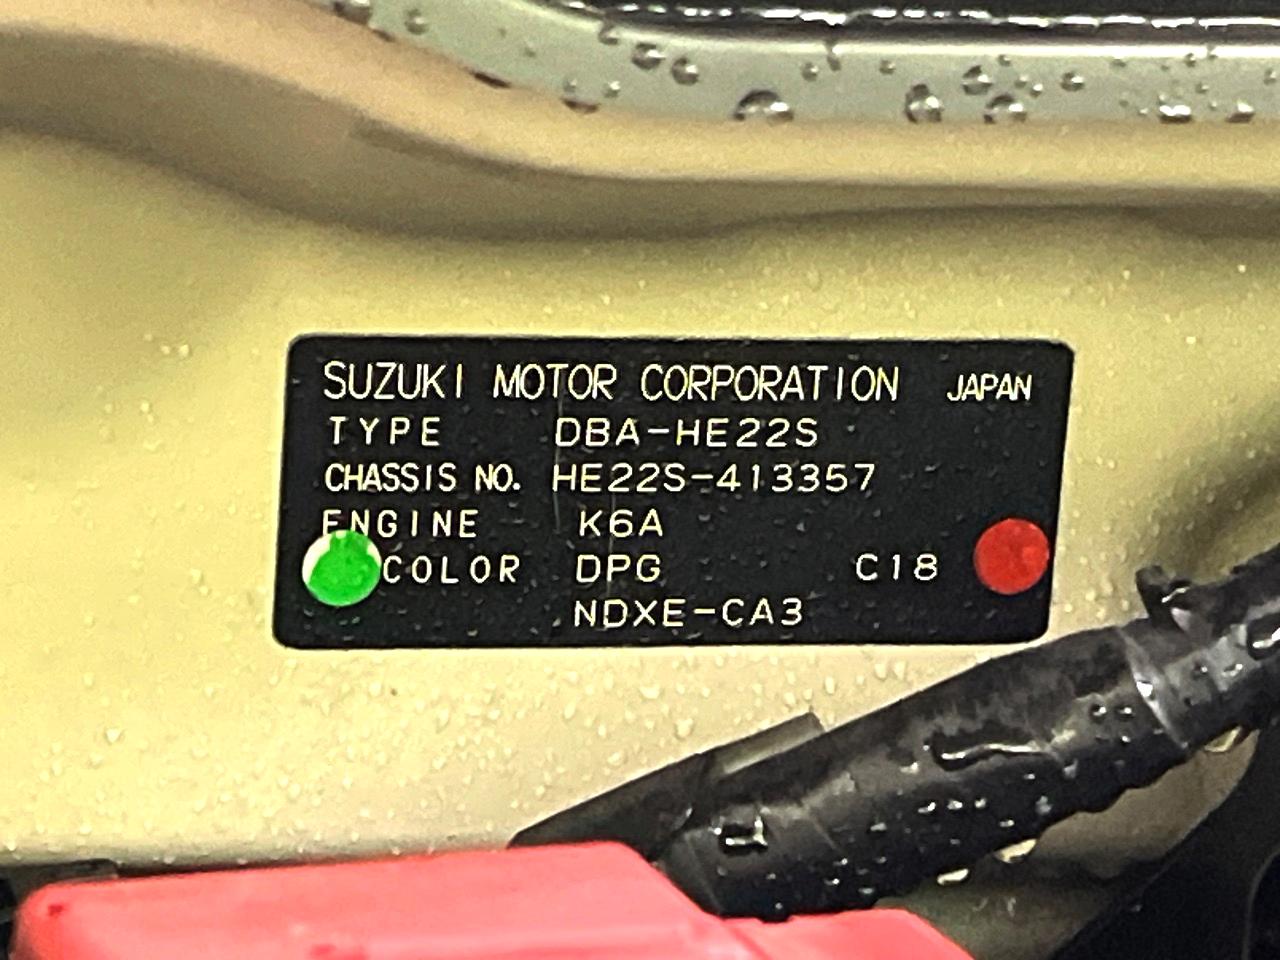 SUZUKI MOTOR CORPORATION JAPAN
TYPE DBA-HE22S
CHASSIS NO. HE22S-413357
ENGINE K6A
COLOR DPG C18
NDXE-CA3